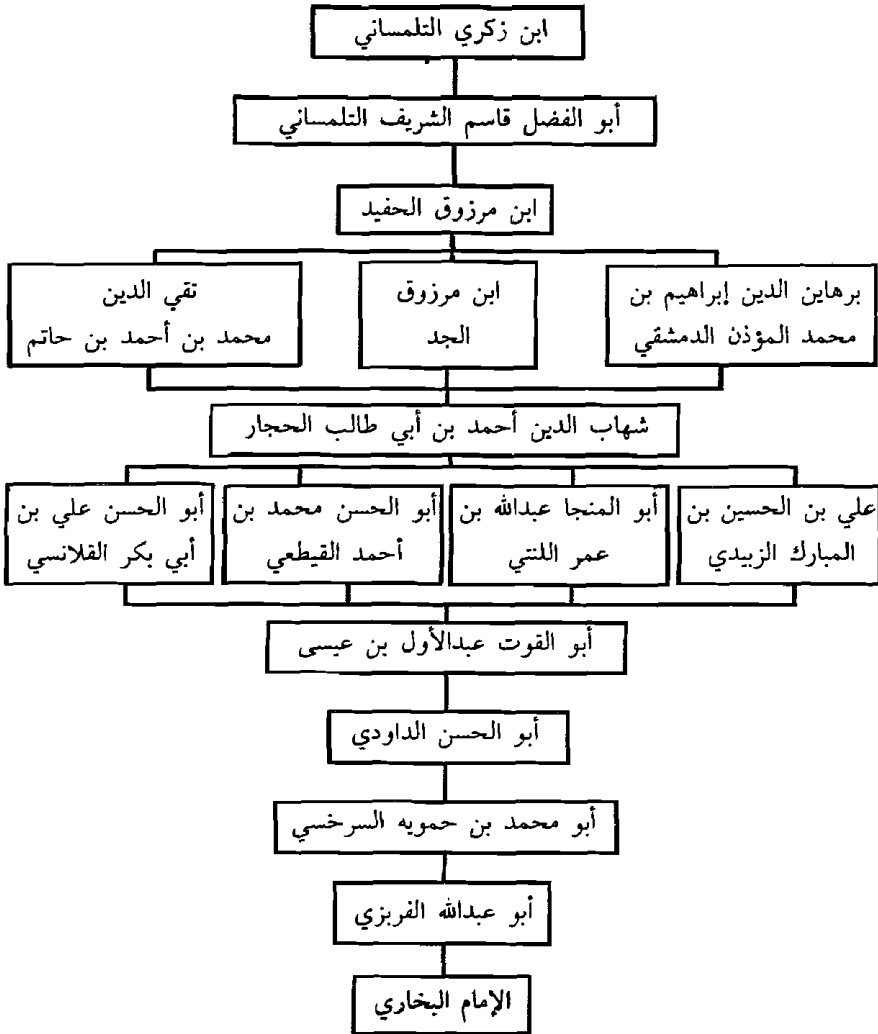 ابن زكري التلمساني
أبو الفضل قاسم الشريف التلمساني
ابن مرزوق الحفيد
برهاين الدين إبراهيم بن
محمد المؤذن الدمشقي
ابن مرزوق
الجد
تقي الدين
محمد بن أحمد بن حاتم
شهاب الدين أحمد بن أبي طالب الحجار
علي بن الحسين بن
المبارك الزبيدي
أبو المنجا عبدالله بن
عمر اللنتي
أبو الحسن محمد بن
أحمد القيطعي
أبو الحسن علي بن
أبي بكر القلانسي
أبو القوت عبدالأول بن عيسى
أبو الحسن الداودي
أبو محمد بن حمويه السرخسي
أبو عبدالله الفربزي
الإمام البخاري